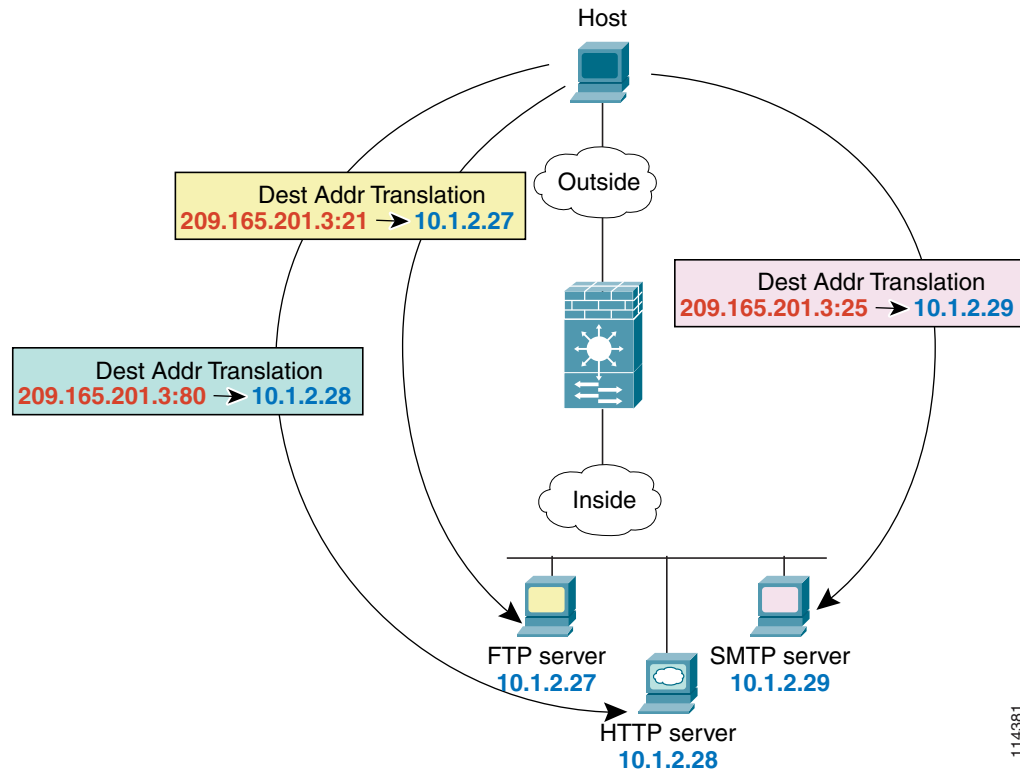 Host
Outside
Dest Addr Translation
209.165.201.3:21 → 10.1.2.27
Dest Addr Translation
209.165.201.3:25 → 10.1.2.29
Dest Addr Translation
209.165.201.3:80 → 10.1.2.28
Inside
FTP server
10.1.2.27
SMTP server
10.1.2.29
HTTP server
10.1.2.28
114381